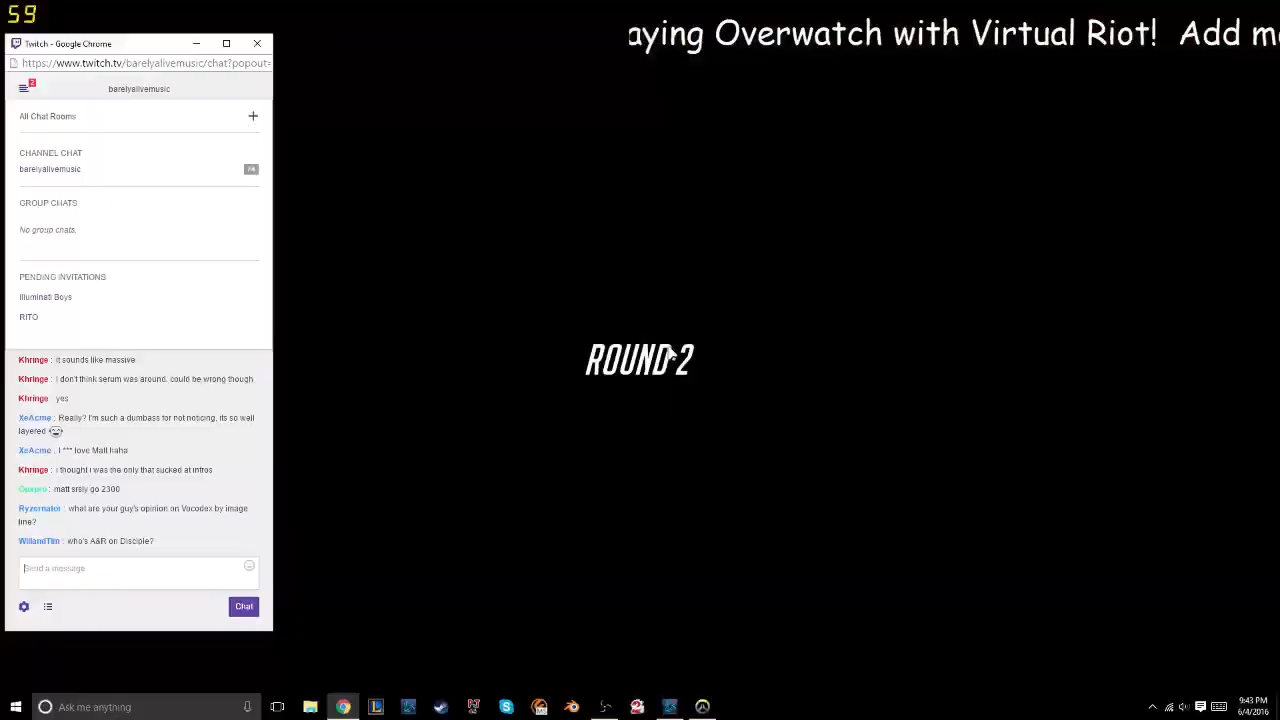 59
aying Overwatch with Virtual Riot! Add m
Twitch - Google Chrome
https://www.twitch.tv/barelyalivemusic/chat?popout=
2
barelyalivemusic
All Chat Rooms
CHANNEL CHAT
barelyalivemusic
GROUP CHATS
No group chats.
PENDING INVITATIONS
Illuminati Boys
RITO
Khringe : it sounds like massive
Khringe : I don't think serum was around. could be wrong though
Khringe : yes
XeAcme : Really? I'm such a dumbass for not noticing, its so well
layered
XeAcme : I *** love Matt haha
Khringe : i thought i was the only that sucked at intros
matt srsly go 2300
Ryzernator : what are your guy's opinion on Vocodex by image
line?
WillandTim : who's A&R on Disciple?
Send a message
Chat
ROUND 2
Ask me anything
9:43 PM
6/4/2016